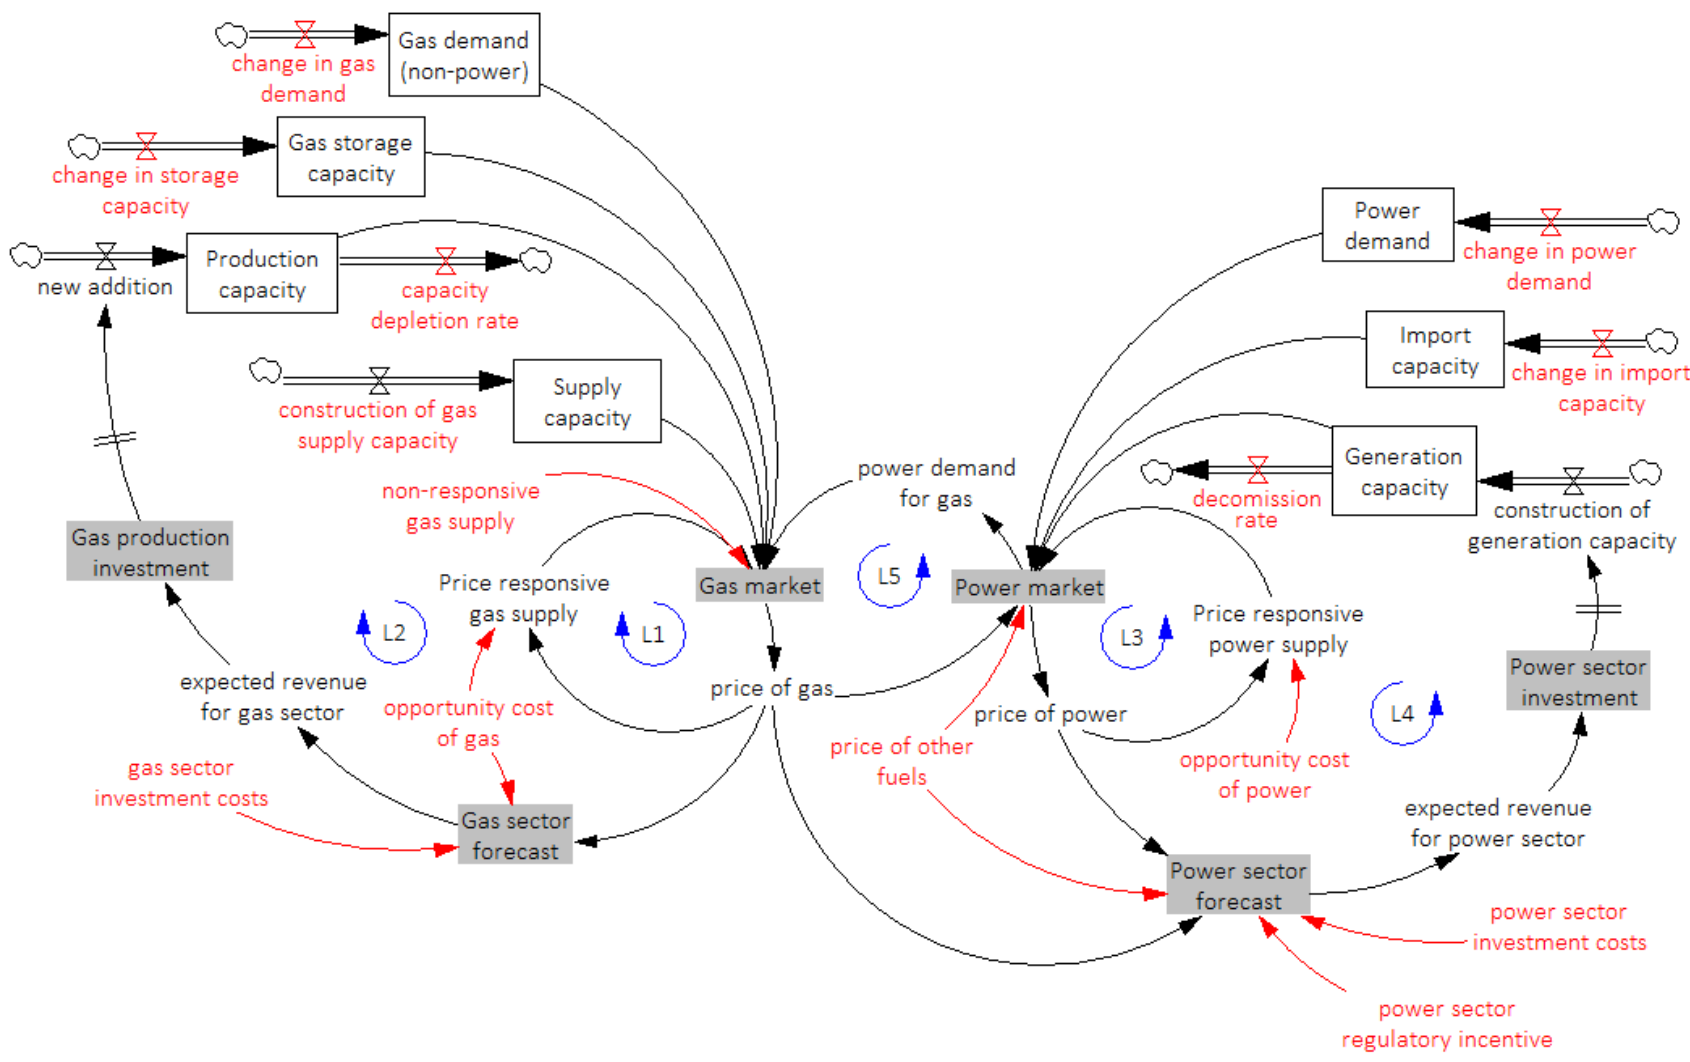 Gas demand
(non-power)
change in gas
demand
Gas storage
capacity
change in storage
capacity
Production
capacity
new addition
capacity
depletion rate
Supply
capacity
construction of gas
supply capacity
non-responsive
gas supply
Gas production
investment
Price responsive
gas supply
Gas market
L2
L1
expected revenue
for gas sector
opportunity cost
of gas
price of gas
gas sector
investment costs
Gas sector
forecast
power demand
for gas
L5
Power market
Power
demand
change in power
demand
Import
capacity
change in import
capacity
Generation
capacity
decomission
rate
construction of
generation capacity
L3
Price responsive
power supply
Power sector
investment
L4
price of power
price of other
fuels
opportunity cost
of power
expected revenue
for power sector
Power sector
forecast
power sector
investment costs
power sector
regulatory incentive